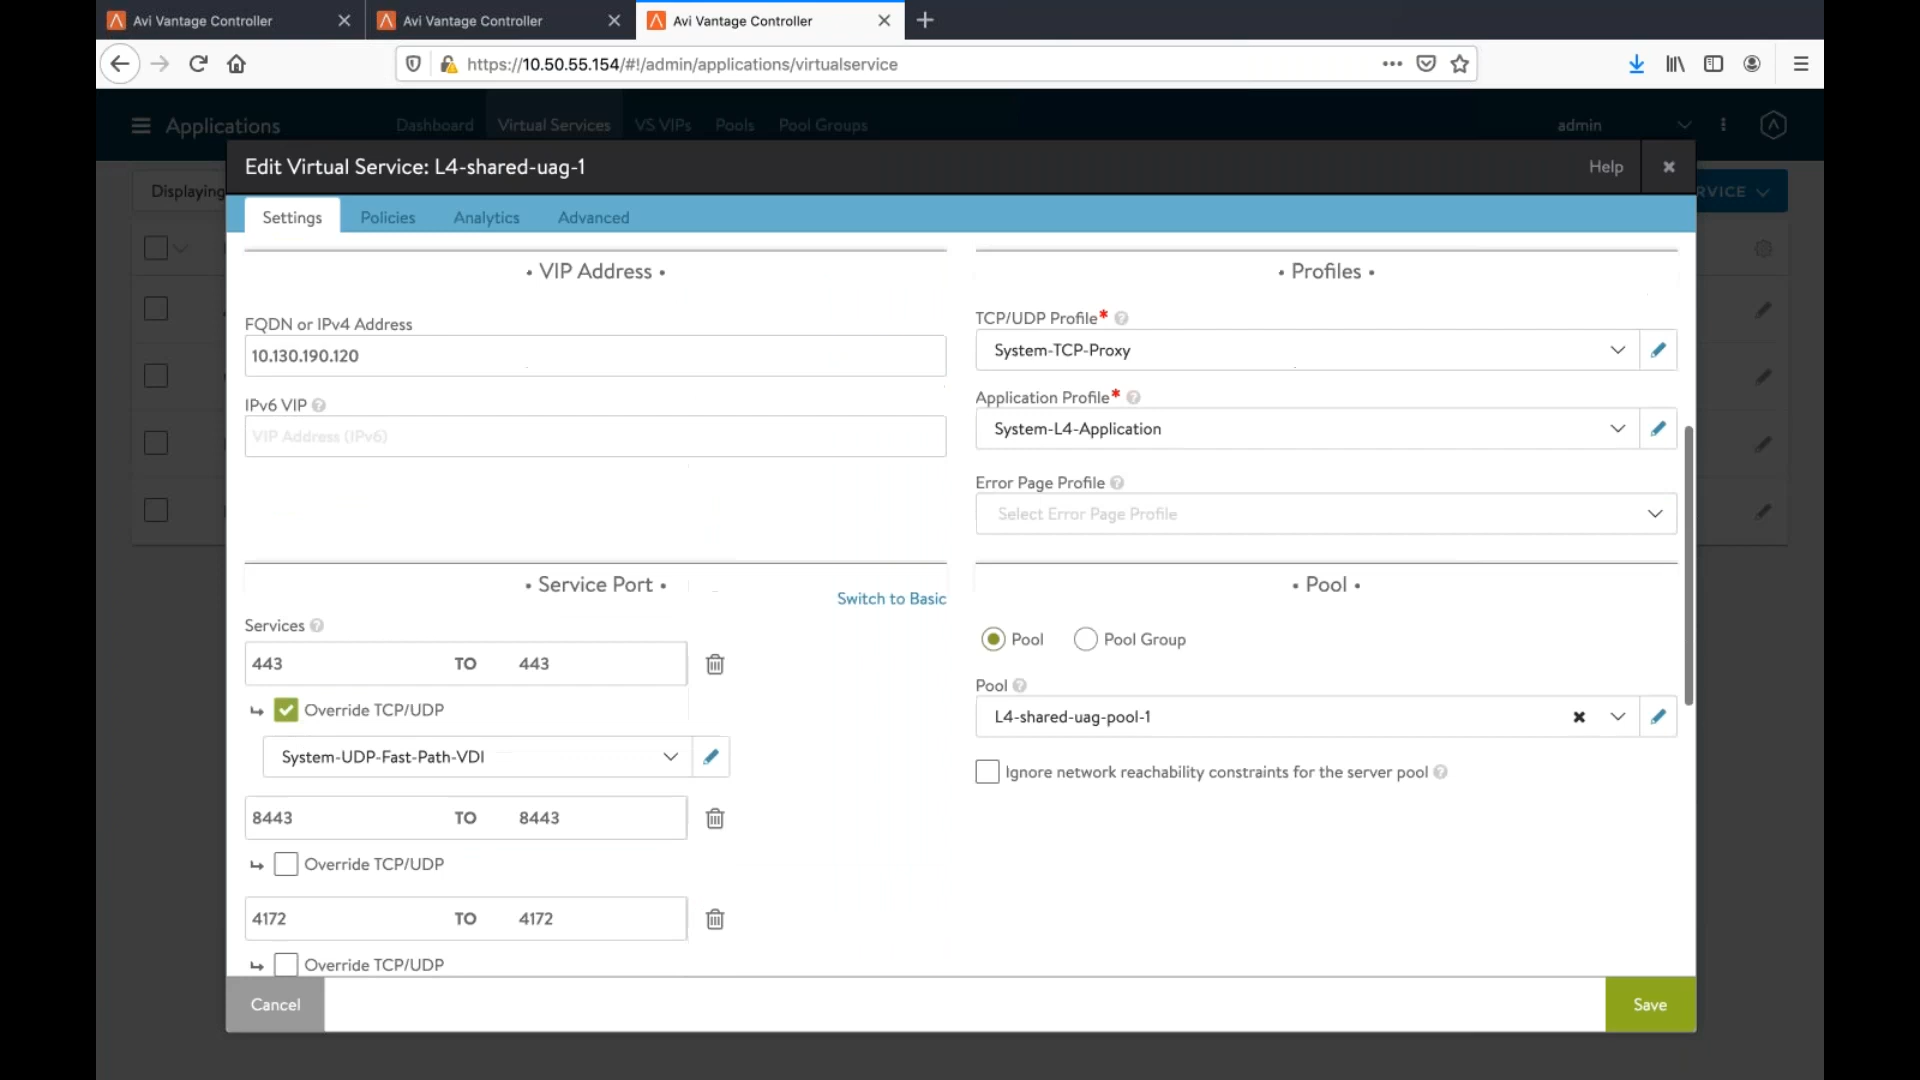 Avi Vantage Controller
Avi Vantage Controller
Avi Vantage Controller
https://10.50.55.154/#!/admin/applications/virtualservice
Applications
Dashboard
Virtual Services
VS VIPs
Pools
Pool Groups
admin
Edit Virtual Service: L4-shared-uag-1
Help
Displaying
RVICE
Settings
Policies
Analytics
Advanced
• VIP Address •
FQDN or IPv4 Address
10.130.190.120
IPv6 VIP
VIP Address (IPv6)
• Profiles •
TCP/UDP Profile*
System-TCP-Proxy
Application Profile*
System-L4-Application
Error Page Profile
Select Error Page Profile
• Service Port •
Switch to Basic
Services
443 TO 443
Override TCP/UDP
System-UDP-Fast-Path-VDI
8443 TO 8443
Override TCP/UDP
4172 TO 4172
Override TCP/UDP
• Pool •
Pool
Pool Group
Pool
L4-shared-uag-pool-1
Ignore network reachability constraints for the server pool
Cancel
Save